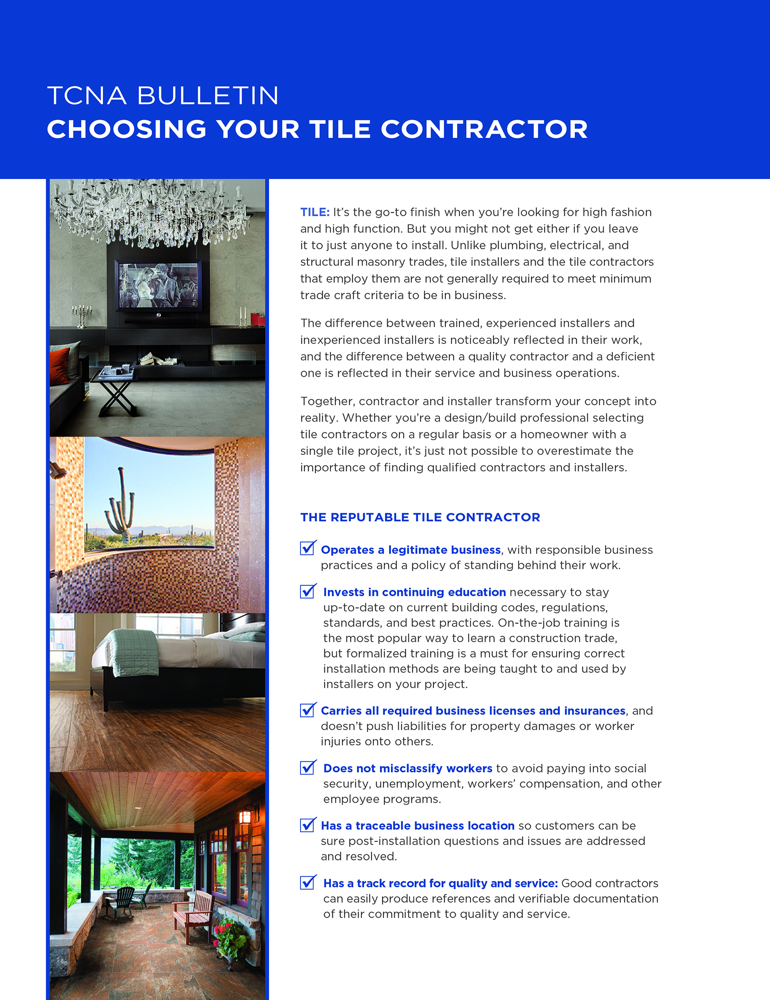 TCNA BULLETIN
CHOOSING YOUR TILE CONTRACTOR
TILE: It’s the go-to finish when you’re looking for high fashion
and high function. But you might not get either if you leave
it to just anyone to install. Unlike plumbing, electrical, and
structural masonry trades, tile installers and the tile contractors
that employ them are not generally required to meet minimum
trade craft criteria to be in business.
The difference between trained, experienced installers and
inexperienced installers is noticeably reflected in their work,
and the difference between a quality contractor and a deficient
one is reflected in their service and business operations.
Together, contractor and installer transform your concept into
reality. Whether you’re a design/build professional selecting
tile contractors on a regular basis or a homeowner with a
single tile project, it’s just not possible to overestimate the
importance of finding qualified contractors and installers.
THE REPUTABLE TILE CONTRACTOR
Operates a legitimate business, with responsible business
practices and a policy of standing behind their work.
Invests in continuing education necessary to stay
up-to-date on current building codes, regulations,
standards, and best practices. On-the-job training is
the most popular way to learn a construction trade,
but formalized training is a must for ensuring correct
installation methods are being taught to and used by
installers on your project.
Carries all required business licenses and insurances, and
doesn’t push liabilities for property damages or worker
injuries onto others.
Does not misclassify workers to avoid paying into social
security, unemployment, workers’ compensation, and other
employee programs.
Has a traceable business location so customers can be
sure post-installation questions and issues are addressed
and resolved.
Has a track record for quality and service: Good contractors
can easily produce references and verifiable documentation
of their commitment to quality and service.